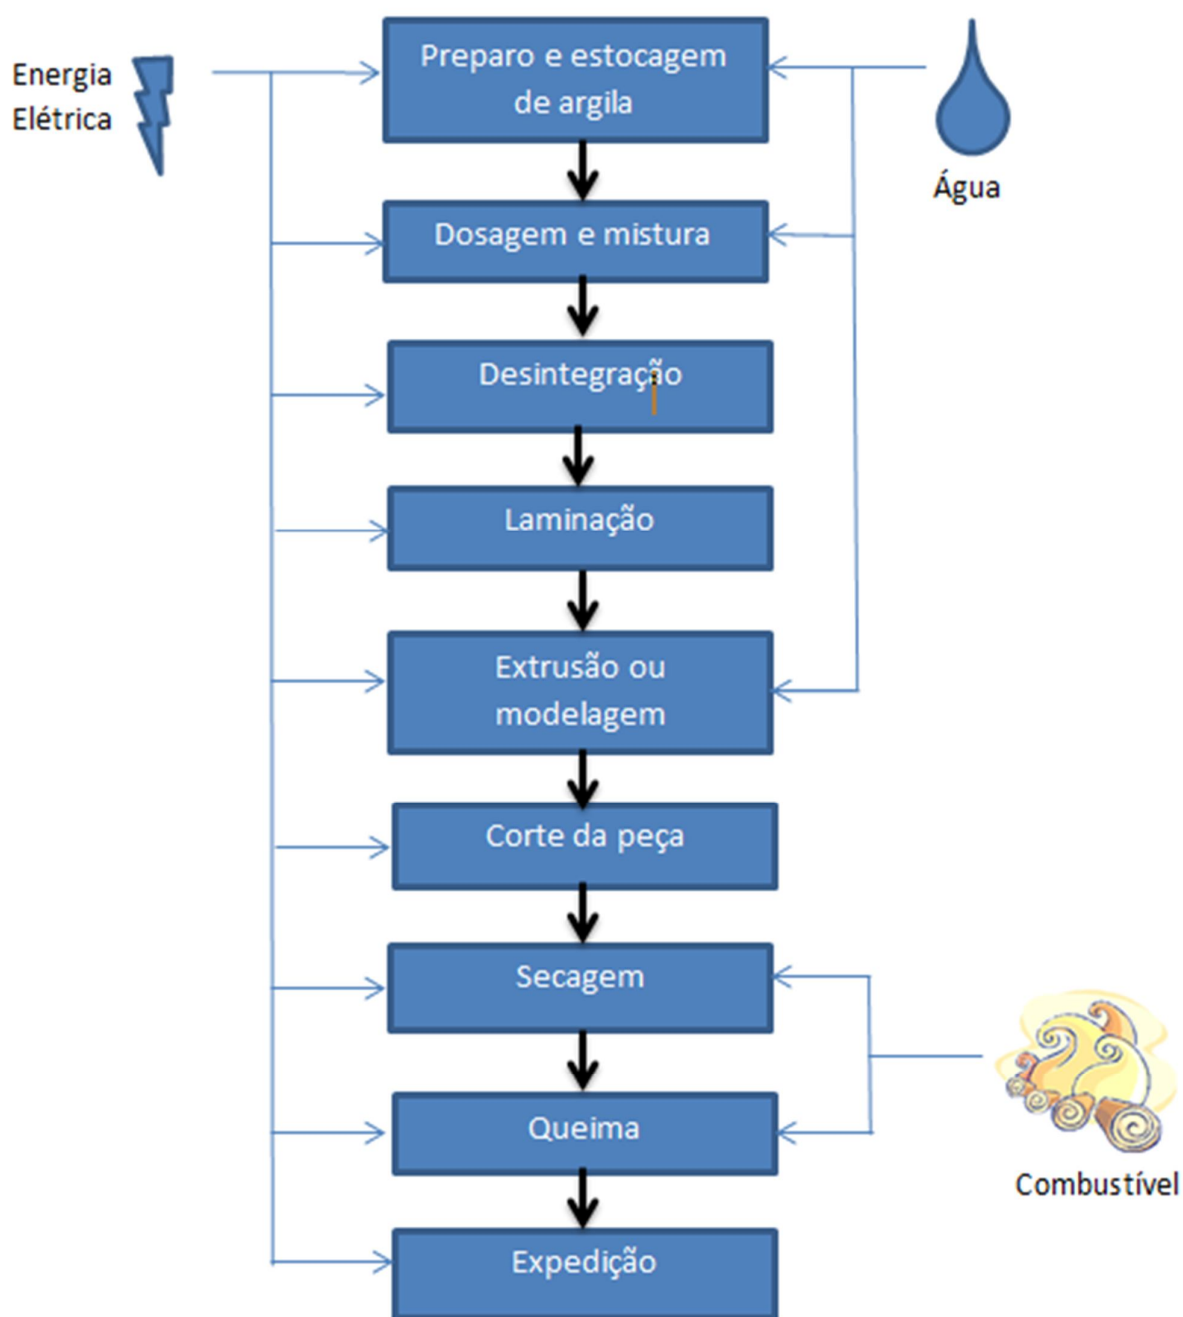 Energia
Elétrica
Preparo e estocagem
de argila
Água
Dosagem e mistura
Desintegração
Laminação
Extrusão ou
modelagem
Corte da peça
Secagem
Queima
Combustível
Expedição